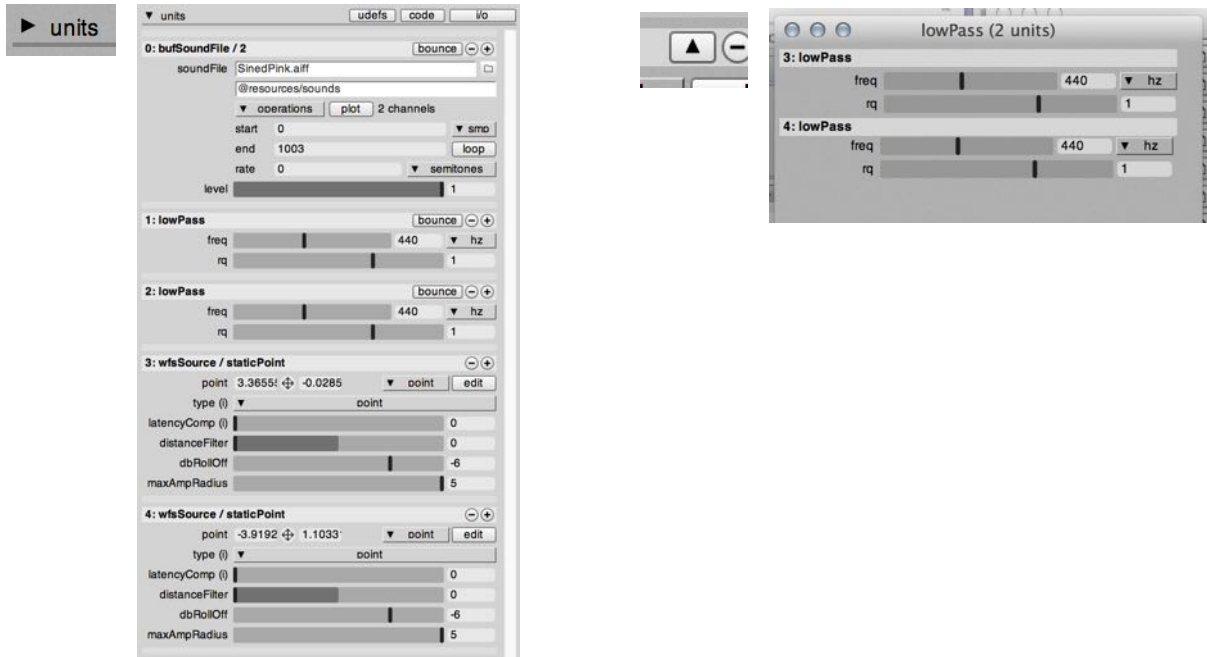 ▶ units
▼ units udefs code i/o
0: bufSoundFile / 2 bounce
soundFile SinedPink.aiff
@resources/sounds
▼ operations plot 2 channels
start 0 ▼ smp
end 1003 loop
rate 0 ▼ semitones
level 1
1: lowPass bounce
freq 440 ▼ hz
rq 1
2: lowPass bounce
freq 440 ▼ hz
rq 1
3: wfsSource / staticPoint
point 3.3655 -0.0285 ▼ point edit
type (i) ▼ point
latencyComp (i) 0
distanceFilter 0
dbRollOff -6
maxAmpRadius 5
4: wfsSource / staticPoint
point -3.9192 1.1033 ▼ point edit
type (i) ▼ point
latencyComp (i) 0
distanceFilter 0
dbRollOff -6
maxAmpRadius 5
▲
lowPass (2 units)
3: lowPass
freq 440 ▼ hz
rq 1
4: lowPass
freq 440 ▼ hz
rq 1